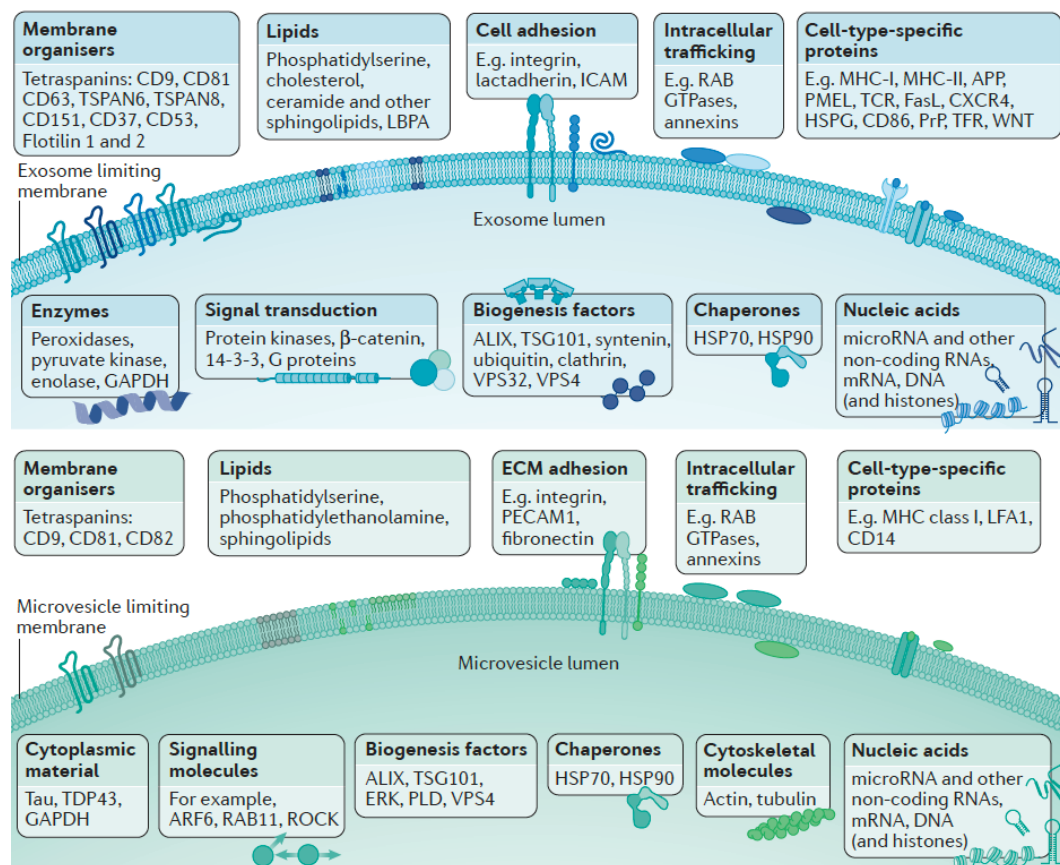 Membrane
organisers
Tetraspanins: CD9, CD81
CD63, TSPAN6, TSPAN8,
CD151, CD37, CD53,
Flotilin 1 and 2
Lipids
Phosphatidylserine,
cholesterol,
ceramide and other
sphingolipids, LBPA
Cell adhesion
E.g. integrin,
lactadherin, ICAM
Intracellular
trafficking
E.g. RAB
GTPases,
annexins
Cell-type-specific
proteins
E.g. MHC-I, MHC-II, APP,
PMEL, TCR, FasL, CXCR4,
HSPG, CD86, PrP, TFR, WNT
Exosome limiting
membrane
Exosome lumen
Enzymes
Peroxidases,
pyruvate kinase,
enolase, GAPDH
Signal transduction
Protein kinases, β-catenin,
14-3-3, G proteins
Biogenesis factors
ALIX, TSG101, syntenin,
ubiquitin, clathrin,
VPS32, VPS4
Chaperones
HSP70, HSP90
Nucleic acids
microRNA and other
non-coding RNAs,
mRNA, DNA
(and histones)
Membrane
organisers
Tetraspanins:
CD9, CD81, CD82
Lipids
Phosphatidylserine,
phosphatidylethanolamine,
sphingolipids
ECM adhesion
E.g. integrin,
PECAM1,
fibronectin
Intracellular
trafficking
E.g. RAB
GTPases,
annexins
Cell-type-specific
proteins
E.g. MHC class I, LFA1,
CD14
Microvesicle limiting
membrane
Microvesicle lumen
Cytoplasmic
material
Tau, TDP43,
GAPDH
Signalling
molecules
For example,
ARF6, RAB11, ROCK
Biogenesis factors
ALIX, TSG101,
ERK, PLD, VPS4
Chaperones
HSP70, HSP90
Cytoskeletal
molecules
Actin, tubulin
Nucleic acids
microRNA and other
non-coding RNAs,
mRNA, DNA
(and histones)